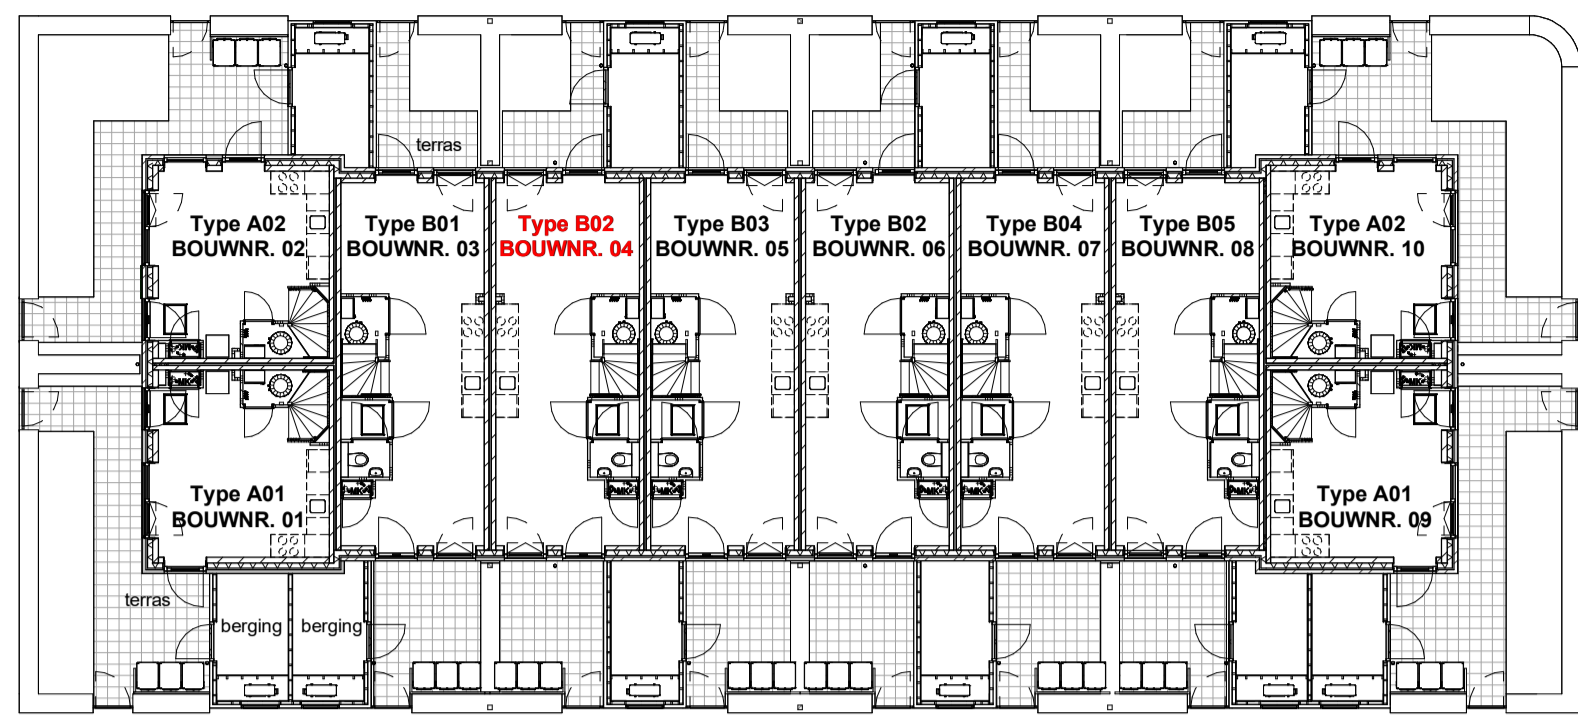 terras
Type A02
BOUWNR. 02
Type B01
BOUWNR. 03
Type B02
BOUWNR. 04
Type B03
BOUWNR. 05
Type B02
BOUWNR. 06
Type B04
BOUWNR. 07
Type B05
BOUWNR. 08
Type A02
BOUWNR. 10
Type A01
BOUWNR. 01
Type A01
BOUWNR. 09
terras
berging
berging